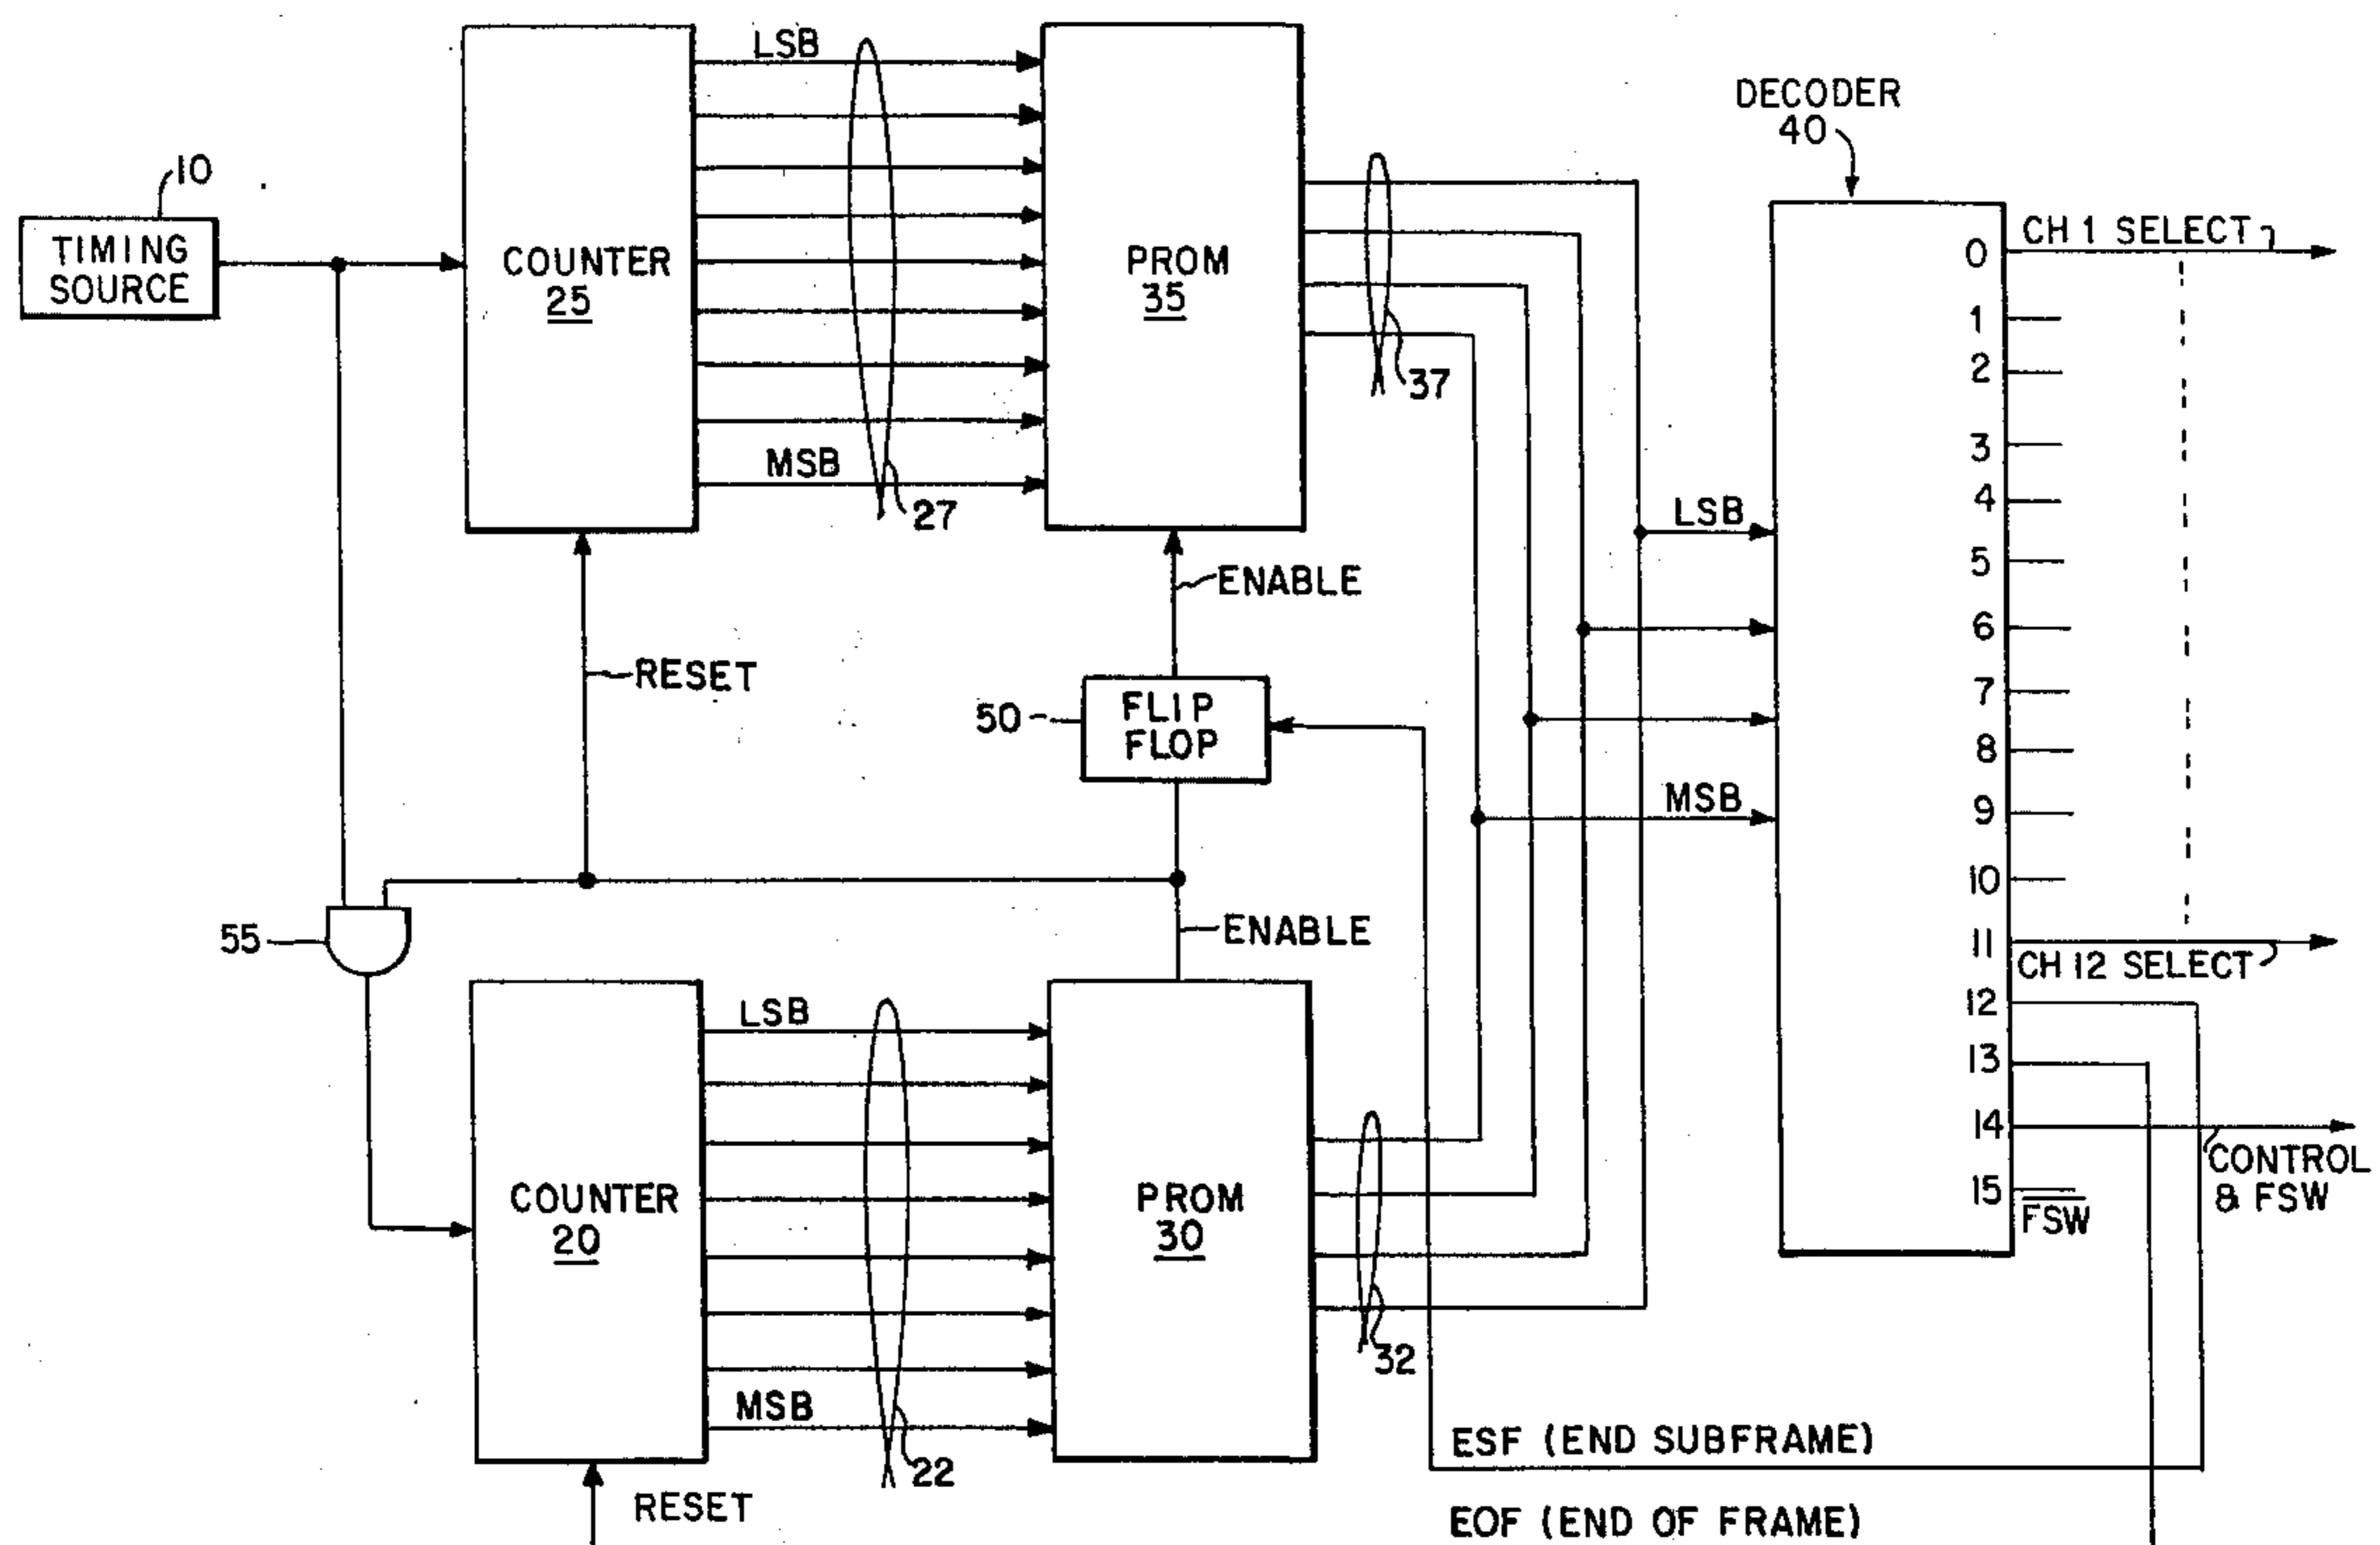 LSB
DECODER
40
10
TIMING
SOURCE
COUNTER
25
PROM
35
37
MSB
27
CH 1 SELECT
0
1
2
3
4
5
6
7
8
9
10
11
CH 12 SELECT
12
13
14
CONTROL
& FSW
15
FSW
LSB
MSB
ENABLE
RESET
50
FLIP
FLOP
ENABLE
55
LSB
COUNTER
20
PROM
30
32
MSB
22
RESET
ESF (END SUBFRAME)
EOF (END OF FRAME)